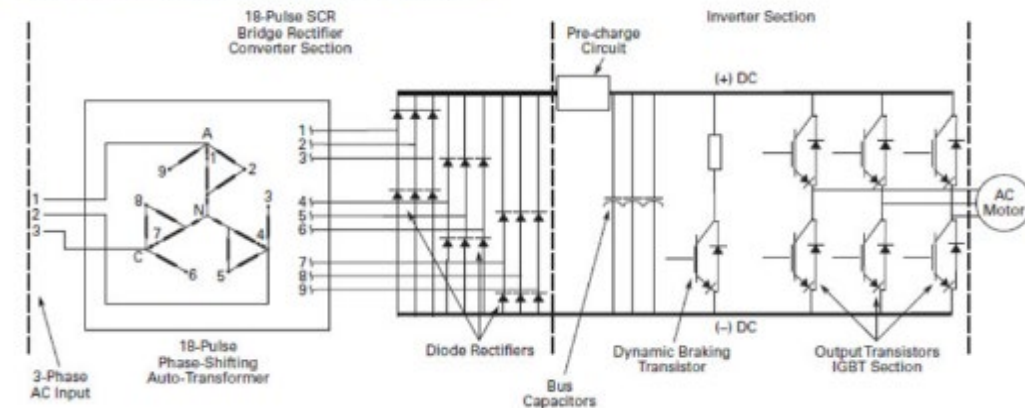 18-Pulse SCR
Bridge Rectifier
Converter Section
Inverter Section
Pre-charge
Circuit
(+) DC
A
9
1
2
8
N
3
7
4
C
6
5
1
2
3
1
2
3
4
5
6
7
8
9
AC
Motor
(−) DC
18-Pulse
Phase-Shifting
Auto-Transformer
Diode Rectifiers
Dynamic Braking
Transistor
Output Transistors
IGBT Section
3-Phase
AC Input
Bus
Capacitors